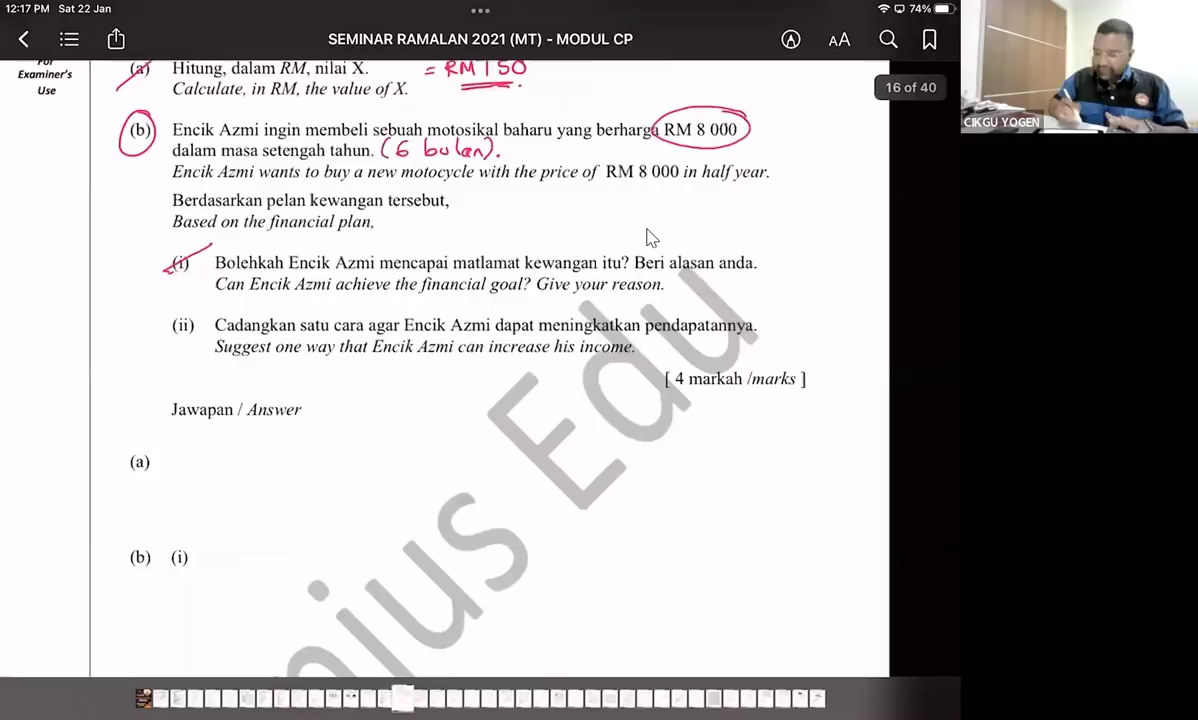 12:17 PM Sat 22 Jan
74%
SEMINAR RAMALAN 2021 (MT) - MODUL CP
AA
For
Examiner's
Use
16 of 40
(a) Hitung, dalam RM, nilai X. = RM 150
Calculate, in RM, the value of X.
(b) Encik Azmi ingin membeli sebuah motosikal baharu yang berharga RM 8 000
dalam masa setengah tahun. (6 bulan).
Encik Azmi wants to buy a new motocycle with the price of RM 8 000 in half year.
Berdasarkan pelan kewangan tersebut,
Based on the financial plan,
(i) Bolehkah Encik Azmi mencapai matlamat kewangan itu? Beri alasan anda.
Can Encik Azmi achieve the financial goal? Give your reason.
(ii) Cadangkan satu cara agar Encik Azmi dapat meningkatkan pendapatannya.
Suggest one way that Encik Azmi can increase his income.
[ 4 markah /marks ]
Jawapan / Answer
(a)
(b) (i)
nius Edu
CIKGU YOGEN